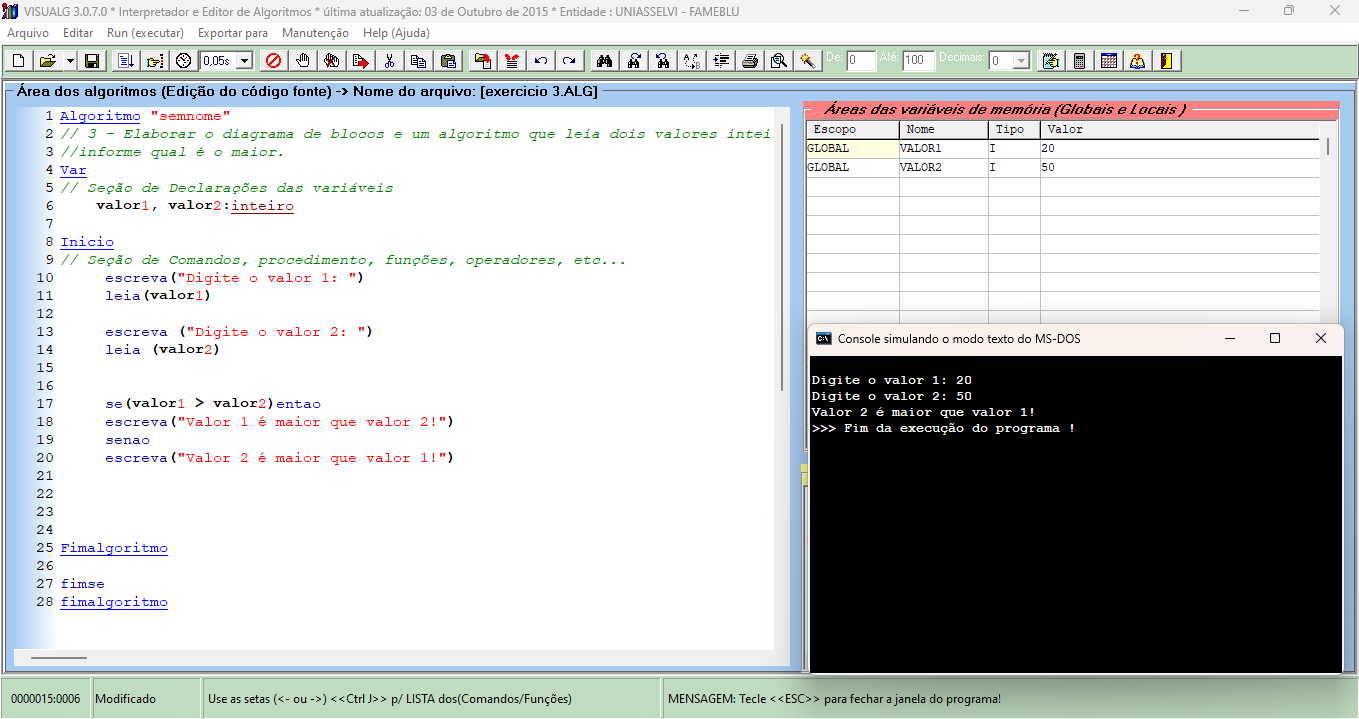 VISUALG 3.0.7.0 * Interpretador e Editor de Algoritmos * última atualização: 03 de Outubro de 2015 * Entidade : UNIASSELVI - FAMEBLU
Arquivo Editar Run (executar) Exportar para Manutenção Help (Ajuda)
0,05s De: 0 Até: 100 Decimais: 0
Área dos algoritmos (Edição do código fonte) -> Nome do arquivo: [exercicio 3.ALG]
1 Algoritmo "semnome"
2 // 3 - Elaborar o diagrama de blocos e um algoritmo que leia dois valoresintei
3 //informe qual é o maior.
4 Var
5 // Seção de Declarações das variáveis
6 valor1, valor2:inteiro
7
8 Inicio
9 // Seção de Comandos, procedimento, funções, operadores, etc...
10 escreva("Digite o valor 1: ")
11 leia(valor1)
12
13 escreva ("Digite o valor 2: ")
14 leia (valor2)
15
16
17 se(valor1 > valor2)entao
18 escreva("Valor 1 é maior que valor 2!")
19 senao
20 escreva("Valor 2 é maior que valor 1!")
21
22
23
24
25 Fimalgoritmo
26
27 fimse
28 fimalgoritmo
Áreas das variáveis de memória (Globais e Locais )
Escopo Nome Tipo Valor
GLOBAL VALOR1 I 20
GLOBAL VALOR2 I 50
Console simulando o modo texto do MS-DOS
Digite o valor 1: 20
Digite o valor 2: 50
Valor 2 é maior que valor 1!
>>> Fim da execução do programa !
0000015:0006 Modificado Use as setas (<- ou ->) <<Ctrl J>> p/ LISTA dos(Comandos/Funções) MENSAGEM: Tecle <<ESC>> para fechar a janela do programa!